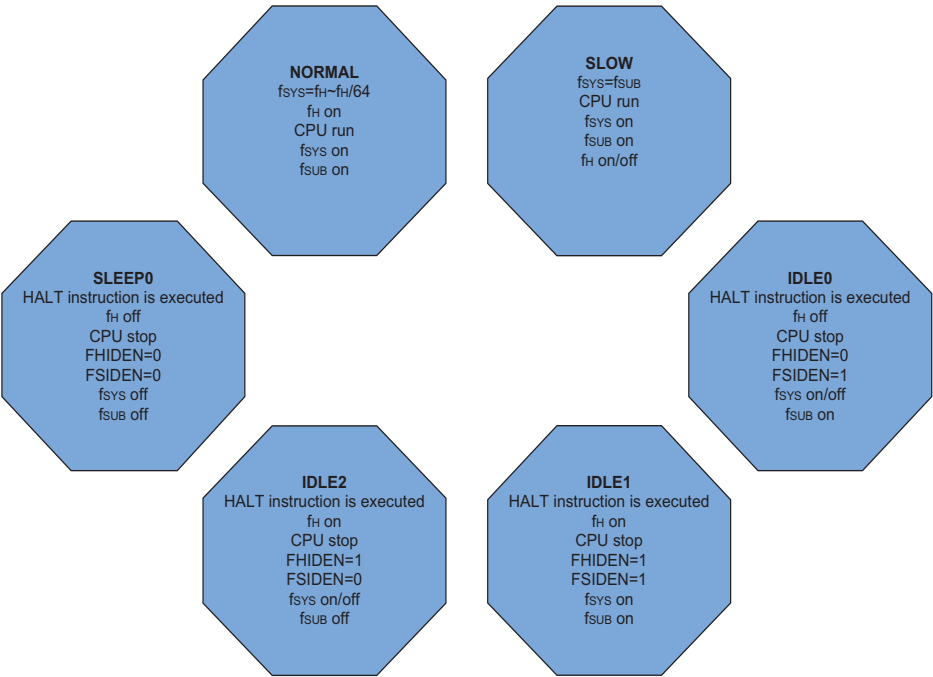 NORMAL
fSYS=fH~fH/64
fH on
CPU run
fSYS on
fSUB on
SLOW
fSYS=fSUB
CPU run
fSYS on
fSUB on
fH on/off
SLEEP0
HALT instruction is executed
fH off
CPU stop
FHIDEN=0
FSIDEN=0
fSYS off
fSUB off
IDLE0
HALT instruction is executed
fH off
CPU stop
FHIDEN=0
FSIDEN=1
fSYS on/off
fSUB on
IDLE2
HALT instruction is executed
fH on
CPU stop
FHIDEN=1
FSIDEN=0
fSYS on/off
fSUB off
IDLE1
HALT instruction is executed
fH on
CPU stop
FHIDEN=1
FSIDEN=1
fSYS on
fSUB on